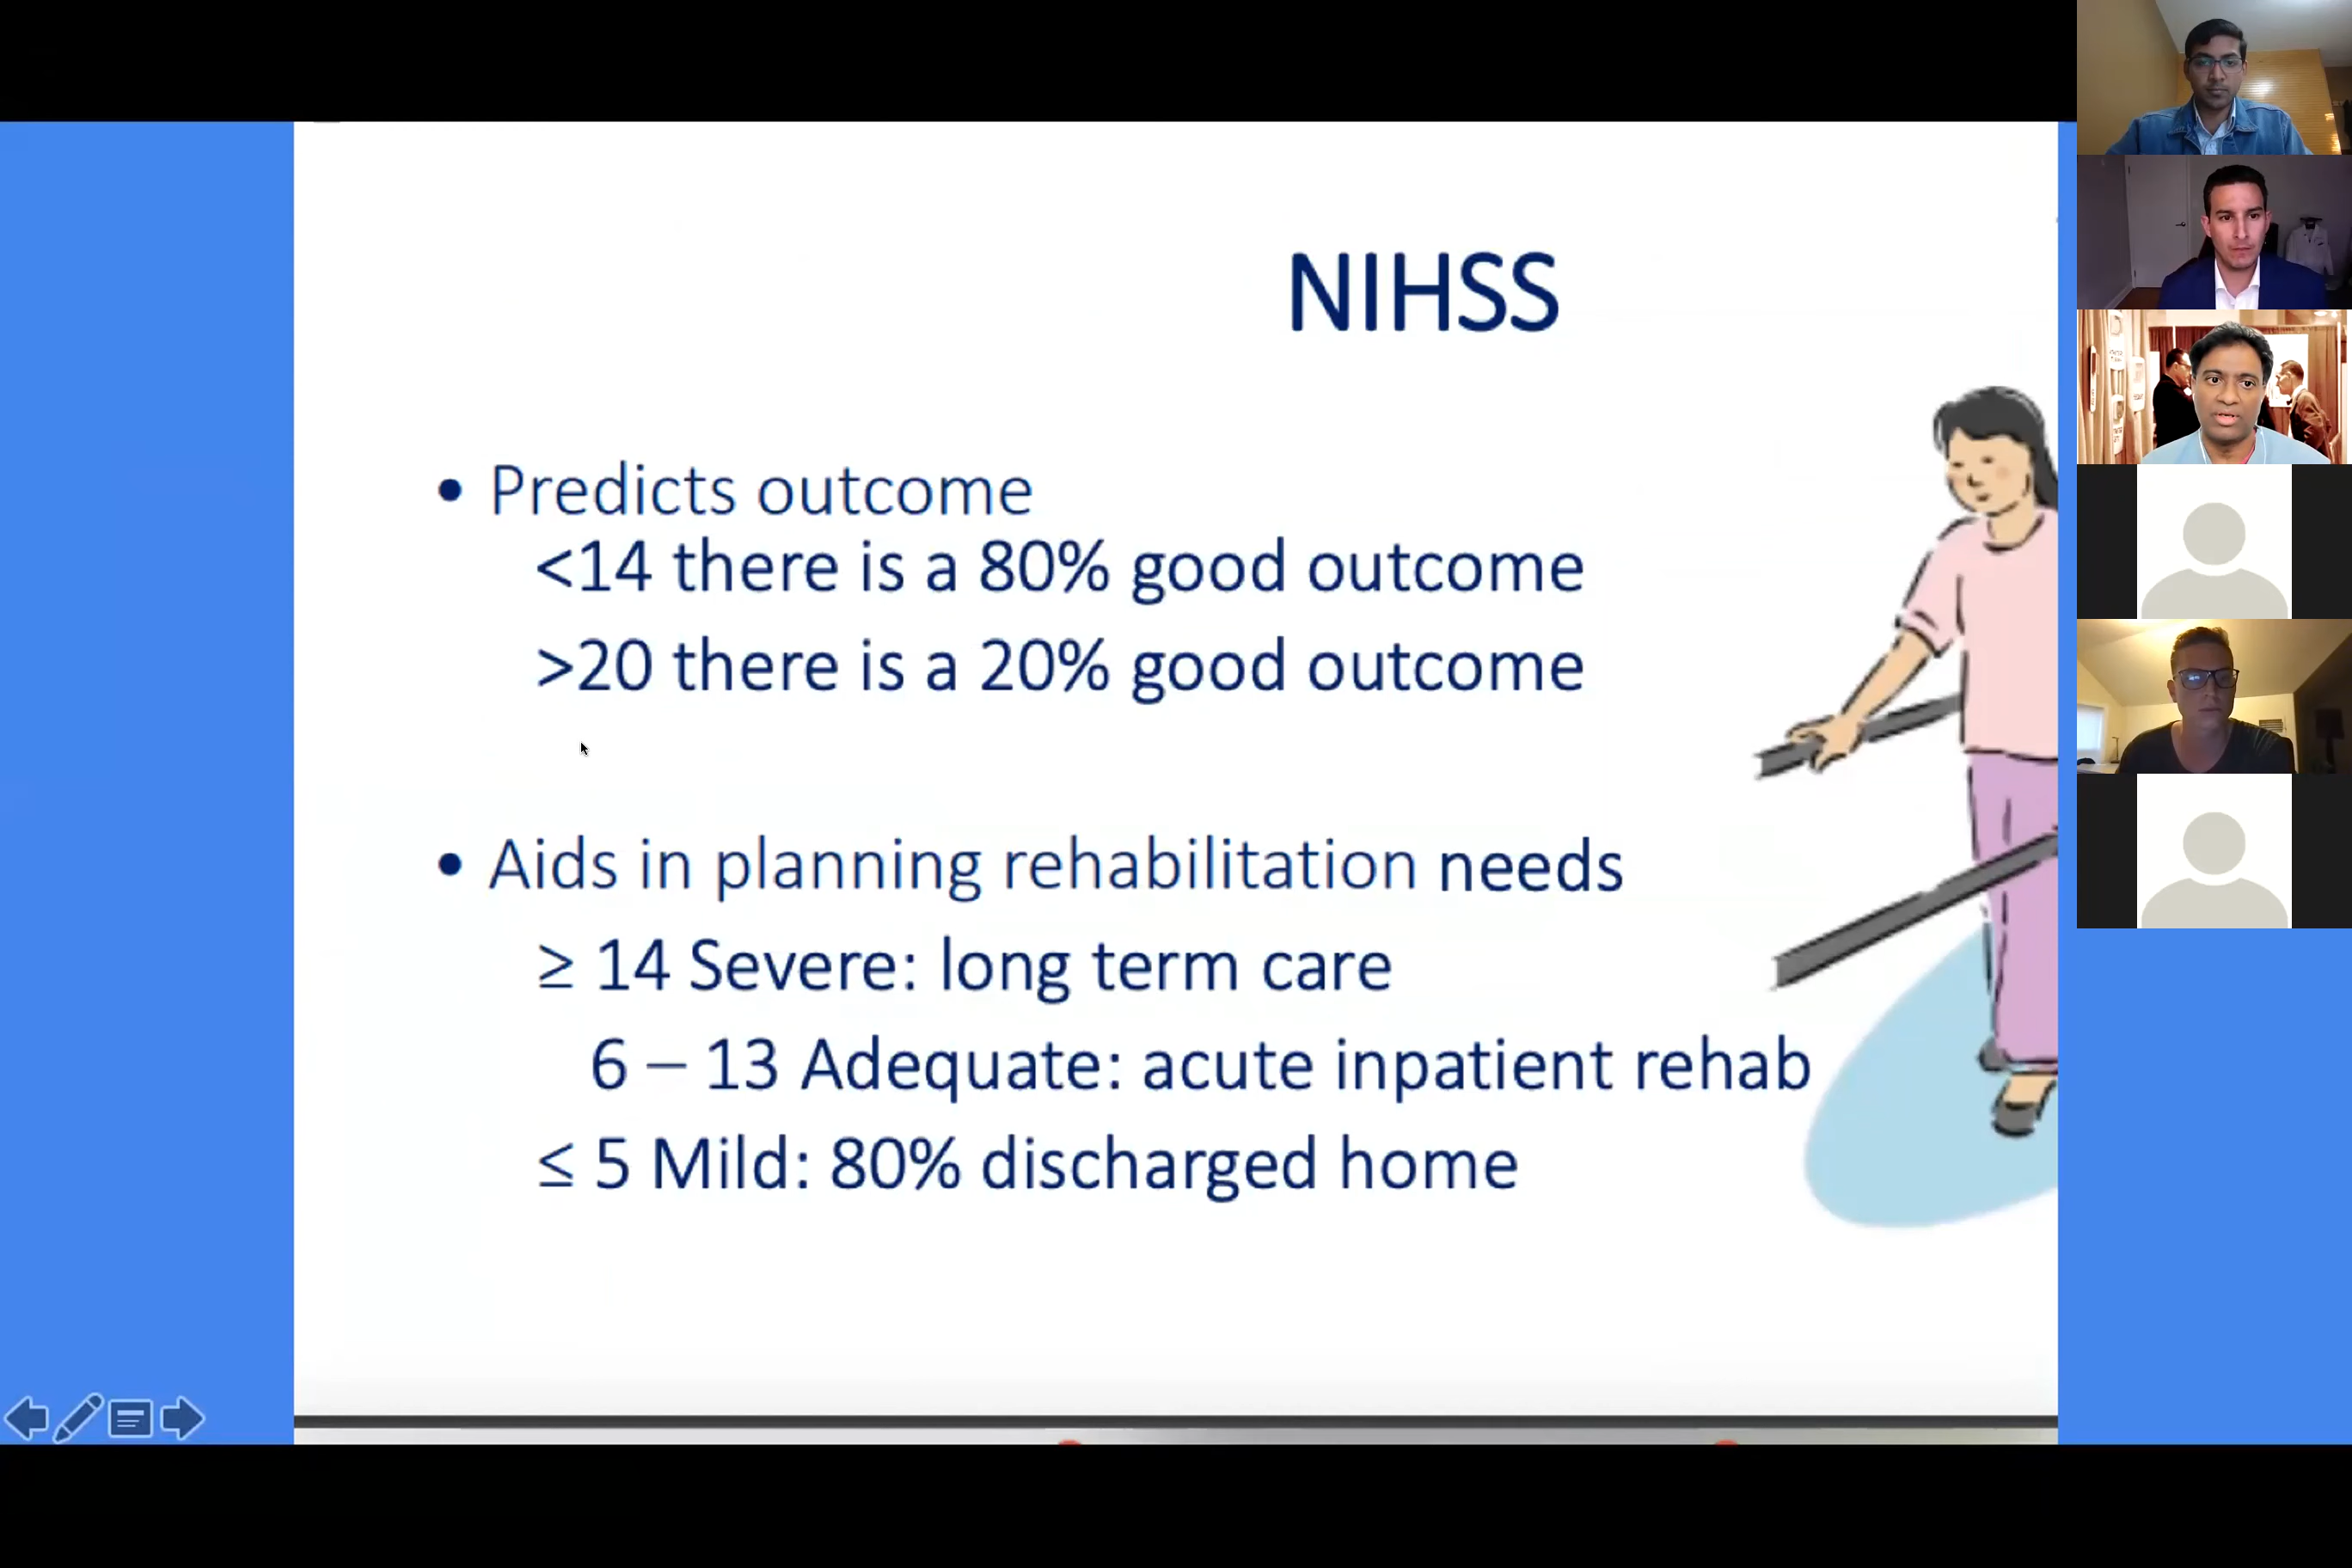 NIHSS
• Predicts outcome
<14 there is a 80% good outcome
>20 there is a 20% good outcome
• Aids in planning rehabilitation needs
≥ 14 Severe: long term care
6 – 13 Adequate: acute inpatient rehab
≤ 5 Mild: 80% discharged home